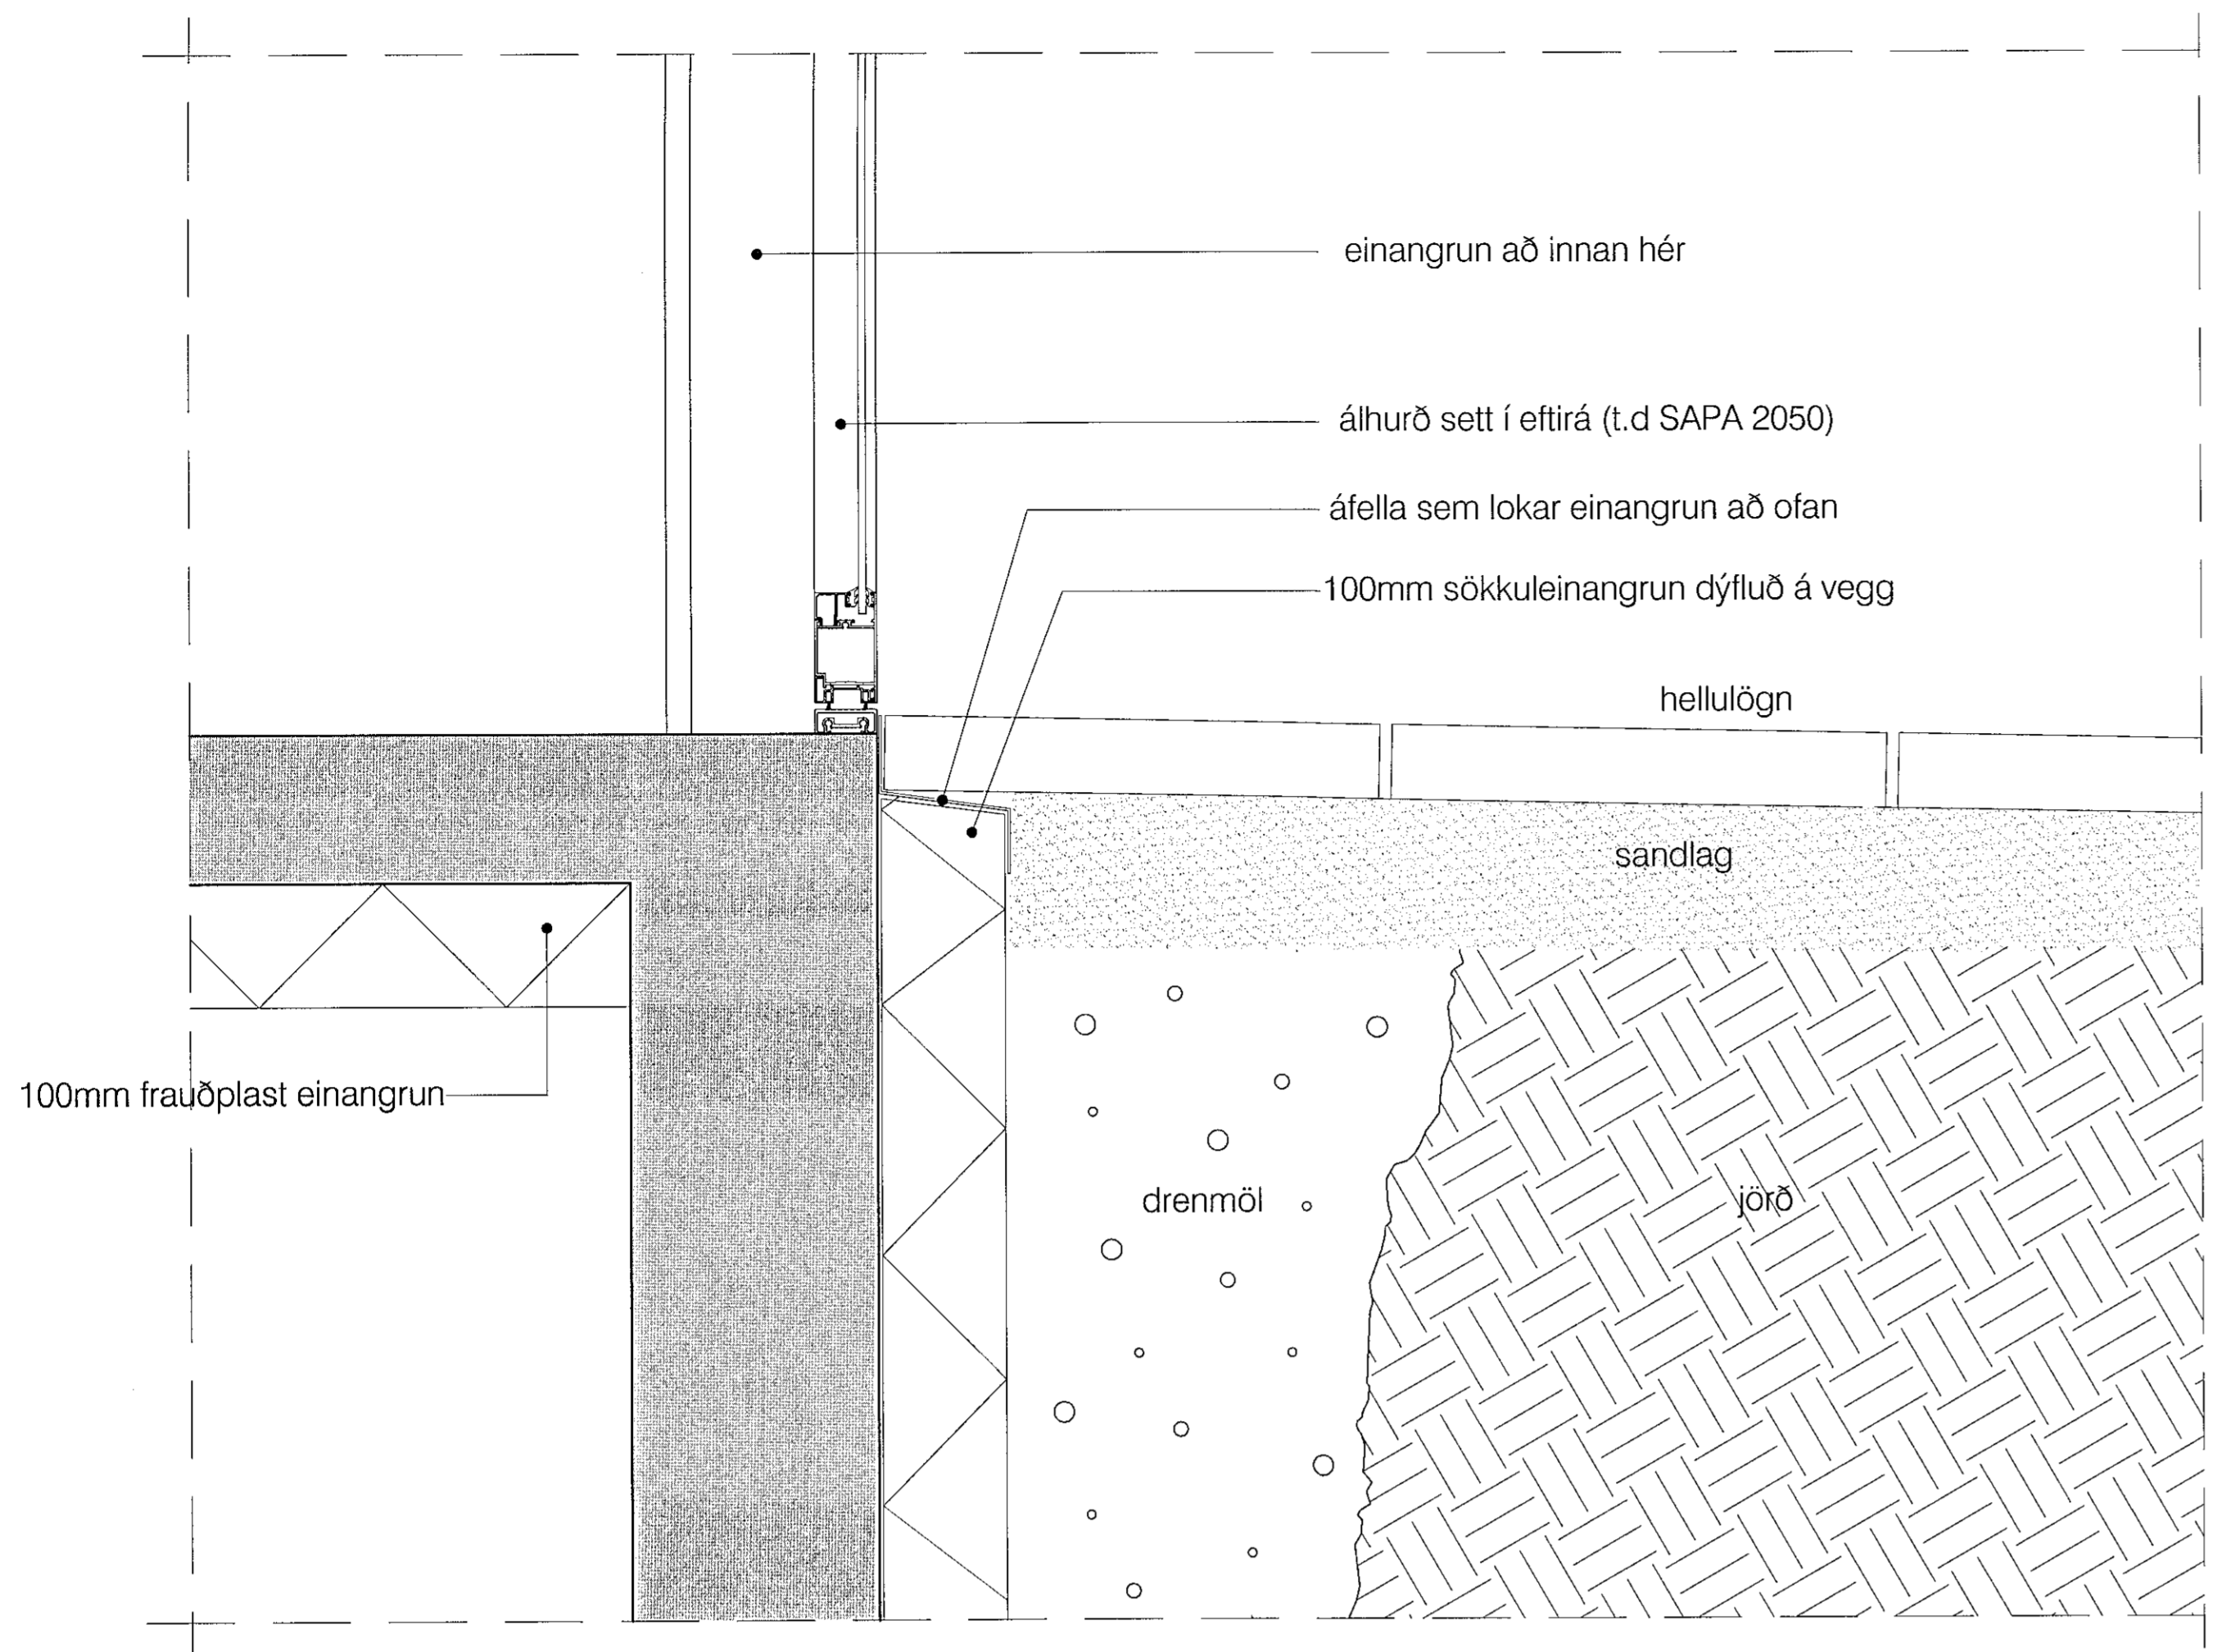 einangrun að innan hér
álhurð sett í eftirá (t.d SAPA 2050)
áfella sem lokar einangrun að ofan
100mm sökkuleinangrun dýfluð á vegg
hellulögn
sandlag
100mm frauðplast einangrun
drenmöl
jörð